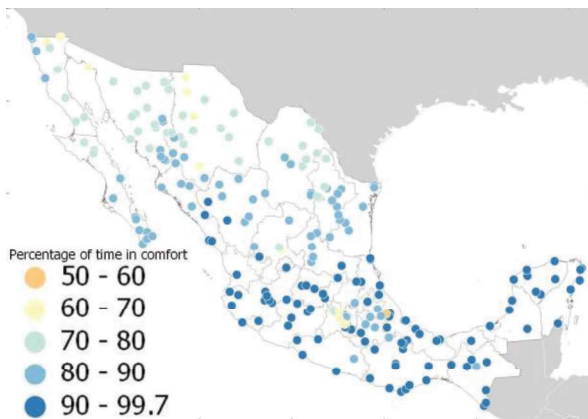 Percentage of time in comfort
50 - 60
60 - 70
70 - 80
80 - 90
90 - 99.7